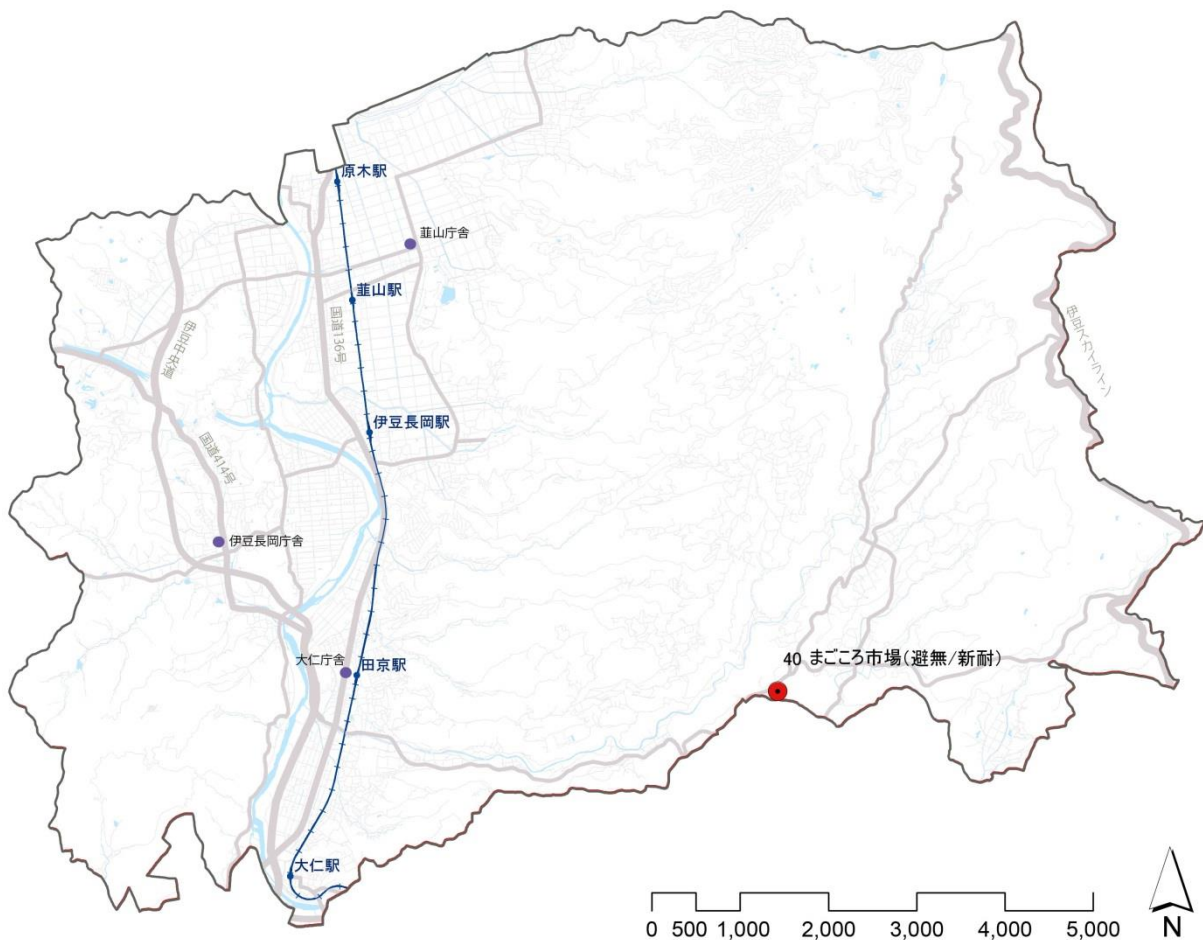 原木駅
韮山庁舎
韮山駅
国道136号
伊豆中央道
伊豆スカイライン
伊豆長岡駅
国道414号
伊豆長岡庁舎
大仁庁舎
田京駅
40 まごころ市場(避無/新耐)
大仁駅
0 500 1,000 2,000 3,000 4,000 5,000
N